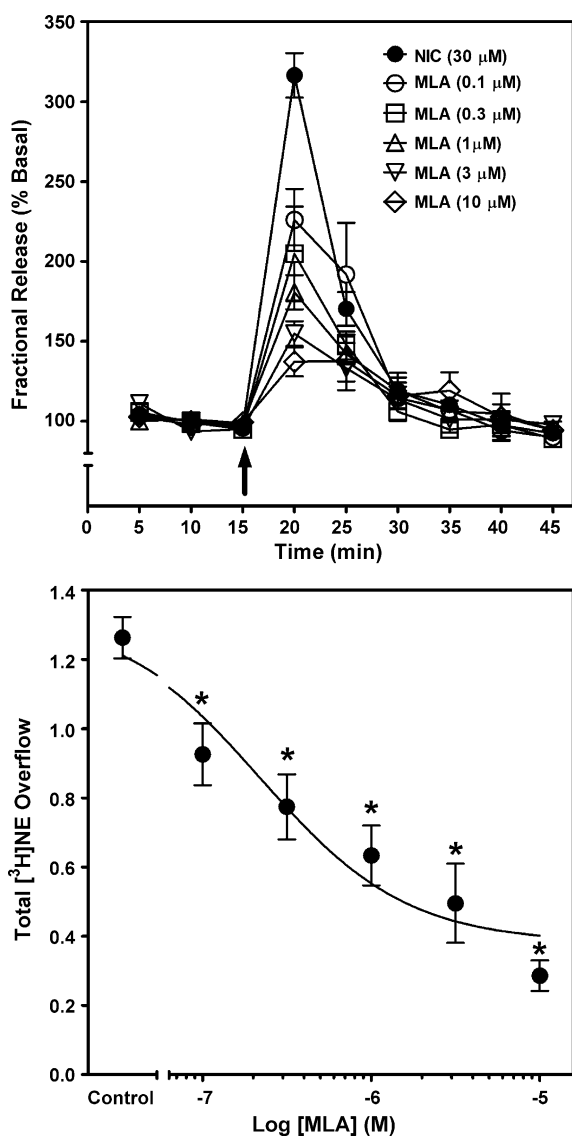 350
300
250
200
150
100
Fractional Release (% Basal)
NIC (30 μM)
MLA (0.1 μM)
MLA (0.3 μM)
MLA (1μM)
MLA (3 μM)
MLA (10 μM)
0 5 10 15 20 25 30 35 40 45
Time (min)
1.4
1.2
1.0
0.8
0.6
0.4
0.2
0.0
Total [³H]NE Overflow
* * * * *
Control -7 -6 -5
Log [MLA] (M)